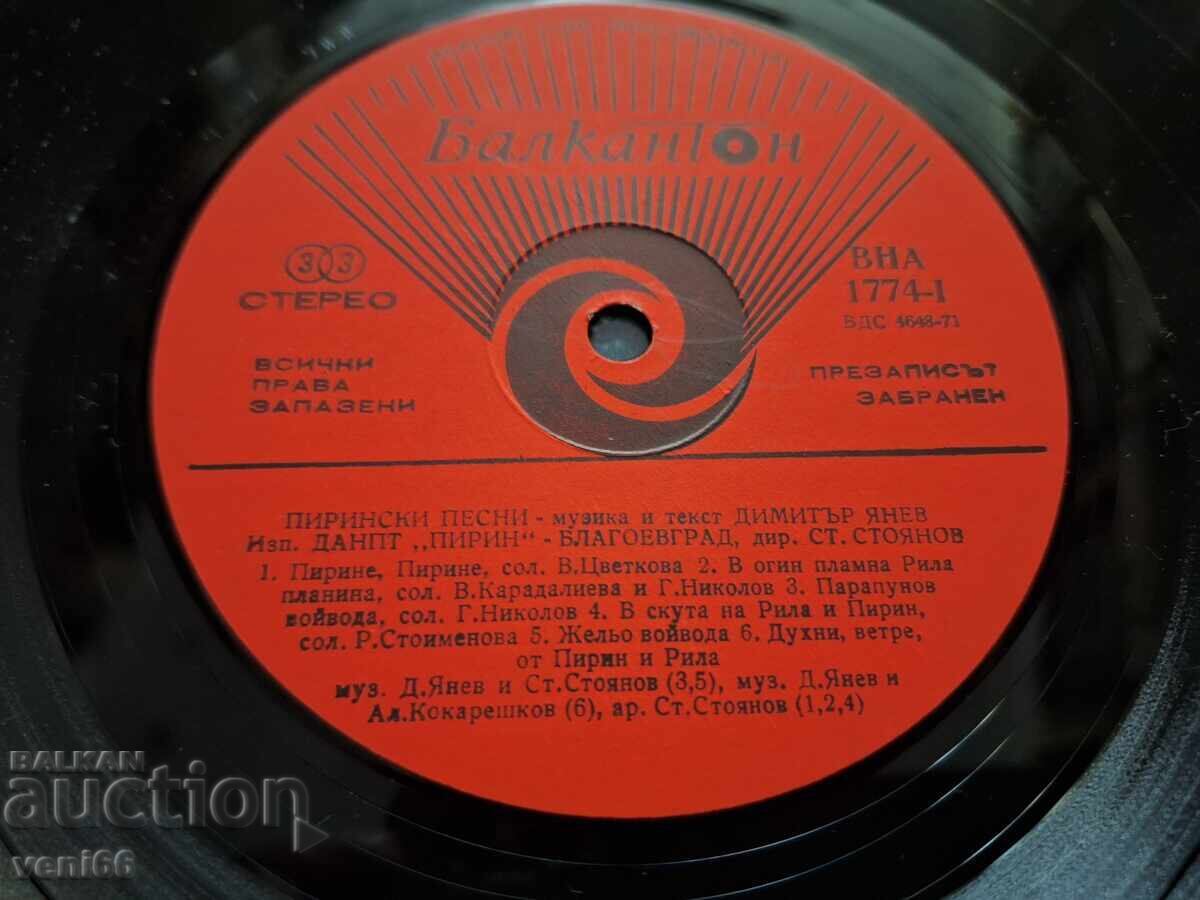 Балкантон
33
СТЕРЕО
ВНА
1774-I
БДС 4648-71
ВСИЧКИ
ПРАВА
ЗАПАЗЕНИ
ПРЕЗАПИСЪТ
ЗАБРАНЕН
ПИРИНСКИ ПЕСНИ - музика и текст ДИМИТЪР ЯНЕВ
Изп. ДАНПТ „ПИРИН" - БЛАГОЕВГРАД, дир. СТ. СТОЯНОВ
1. Пирине, Пирине, сол. В.Цветкова 2. В огин пламна Рила
планина, сол. В.Карадалиева и Г.Николов 3. Парапунов
войвода, сол. Г.Николов 4. В скута на Рила и Пирин,
сол. Р.Стоименова 5. Жельо войвода 6. Духни, ветре,
от Пирин и Рила
муз. Д.Янев и Ст.Стоянов (3,5), муз. Д.Янев и
Ал.Кокарешков (6), ар. Ст.Стоянов (1,2,4)
BALKAN
auction
veni66